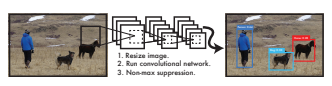 1. Resize image.
2. Run convolutional network.
3. Non-max suppression.